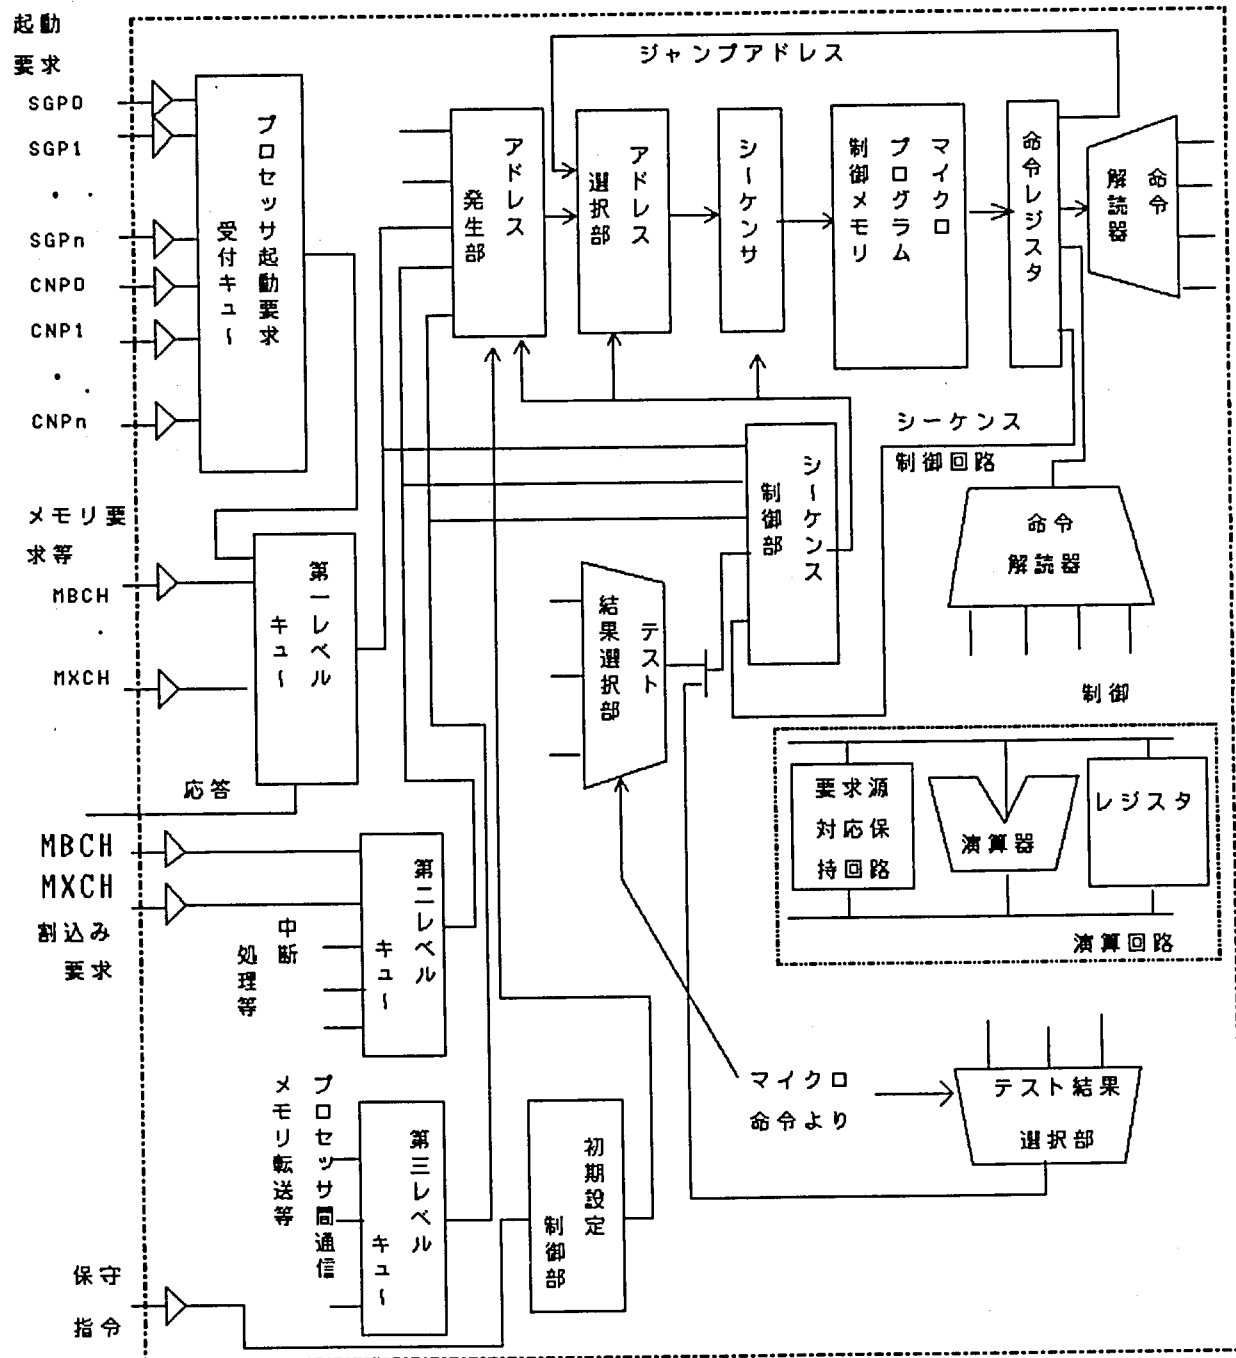 起動
要求
SGP0
SGP1
SGPn
CNP0
CNP1
CNPn
プロセッサ起動要求
受付キュー
ジャンプアドレス
アドレス
発生部
アドレス
選択部
シーケンサ
マイクロ
プログラム
制御メモリ
命令レジスタ
命令
解読器
メモリ要
求等
MBCH
MXCH
第一レベル
キュー
応答
シーケンス
制御回路
シーケンス
制御部
命令
解読器
制御
テスト
結果選択部
要求源
対応保
持回路
演算器
レジスタ
演算回路
MBCH
MXCH
割込み
要求
中断
処理等
第二レベル
キュー
マイクロ
命令より
テスト結果
選択部
プロセッサ間通信
メモリ転送等
第三レベル
キュー
初期設定
制御部
保守
指令